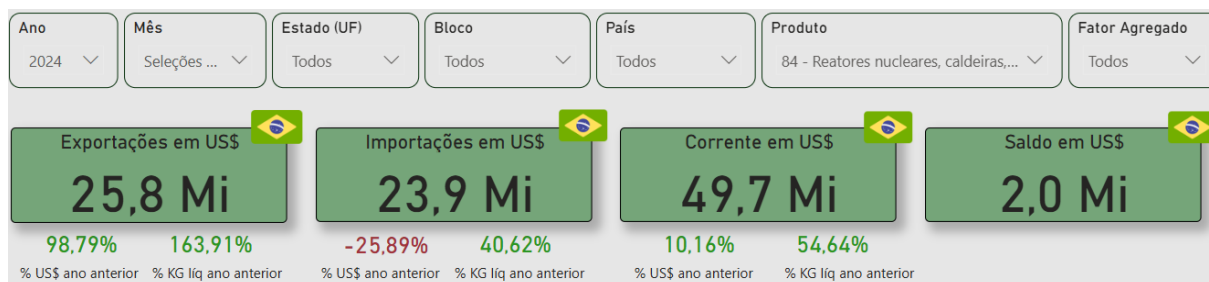 Ano
2024
Mês
Seleções ...
Estado (UF)
Todos
Bloco
Todos
País
Todos
Produto
84 - Reatores nucleares, caldeiras,...
Fator Agregado
Todos
Exportações em US$
25,8 Mi
98,79%
% US$ ano anterior
163,91%
% KG líq ano anterior
Importações em US$
23,9 Mi
-25,89%
% US$ ano anterior
40,62%
% KG líq ano anterior
Corrente em US$
49,7 Mi
10,16%
% US$ ano anterior
54,64%
% KG líq ano anterior
Saldo em US$
2,0 Mi